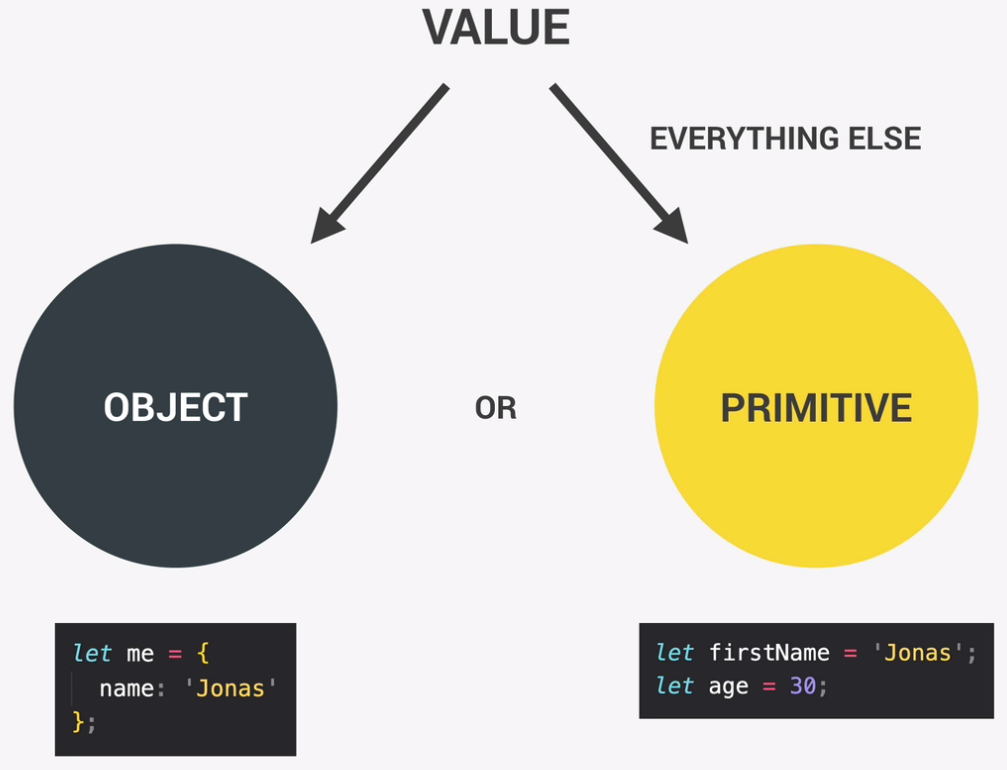 VALUE
EVERYTHING ELSE
OBJECT
OR
PRIMITIVE
let me = {
  name: 'Jonas'
};
let firstName = 'Jonas';
let age = 30;